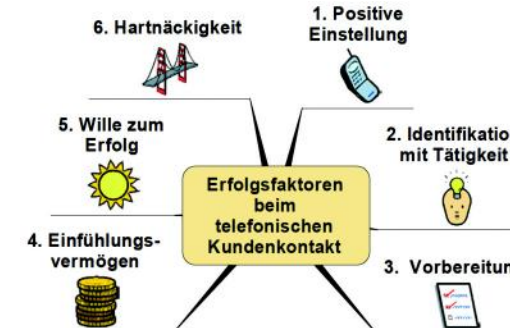 6. Hartnäckigkeit
1. Positive
Einstellung
5. Wille zum
Erfolg
2. Identifikatio
mit Tätigkeit
Erfolgsfaktoren
beim
telefonischen
Kundenkontakt
4. Einfühlungs-
vermögen
3. Vorbereitun